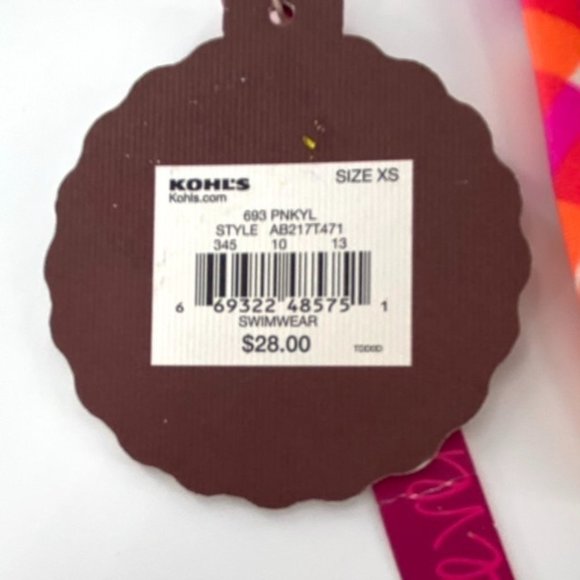 KOHL'S SIZE XS
Kohls.com
693 PNKYL
STYLE AB217T471
345 10 13
6 69322 48575 1
SWIMWEAR
$28.00